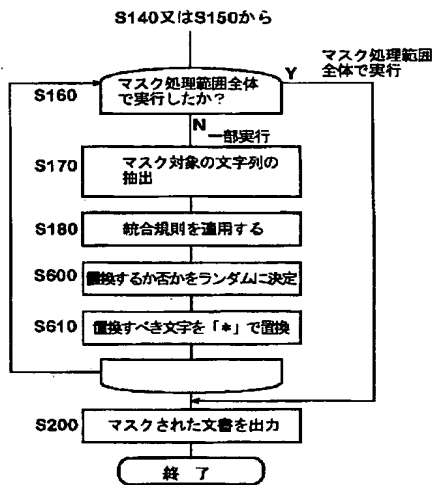 S140又はS150から
マスク処理範囲
全体で実行
Y
マスク処理範囲全体
で実行したか？
S160
N
一部実行
S170
マスク対象の文字列の
抽出
S180
統合規則を適用する
S600
置換するか否かをランダムに決定
S610
置換すべき文字を「＊」で置換
S200
マスクされた文書を出力
終 了